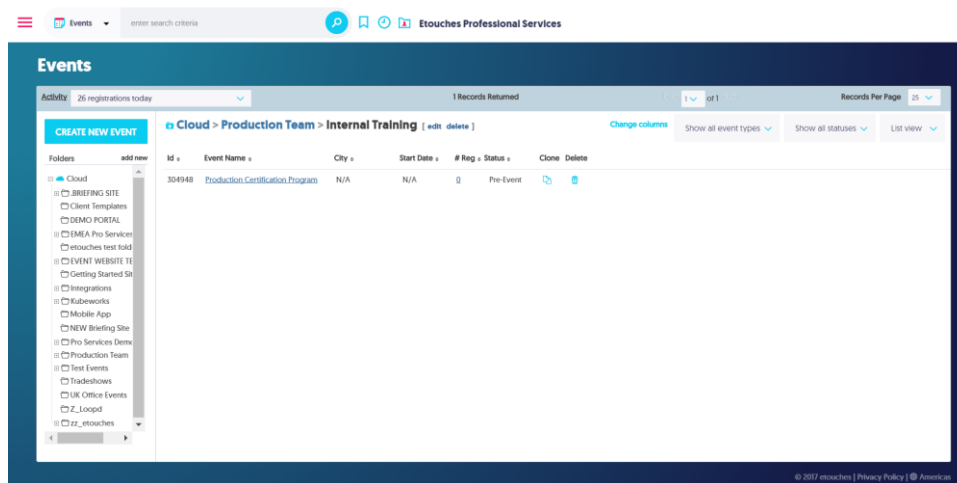 Events enter search criteria Etouches Professional Services
Events
Activity 26 registrations today 1 Records Returned 1 of 1 Records Per Page 25
CREATE NEW EVENT Cloud > Production Team > Internal Training [ edit delete ] Change columns Show all event types Show all statuses List view
Folders add new Id Event Name City Start Date # Reg Status Clone Delete
Cloud 304948 Production Certification Program N/A N/A 0 Pre-Event
.BRIEFING SITE
Client Templates
DEMO PORTAL
EMEA Pro Services
etouches test fold
EVENT WEBSITE TE
Getting Started Sit
Integrations
Kubeworks
Mobile App
NEW Briefing Site
Pro Services Demo
Production Team
Test Events
Tradeshows
UK Office Events
Z_Loopd
zz_etouches
© 2017 etouches | Privacy Policy | Americas